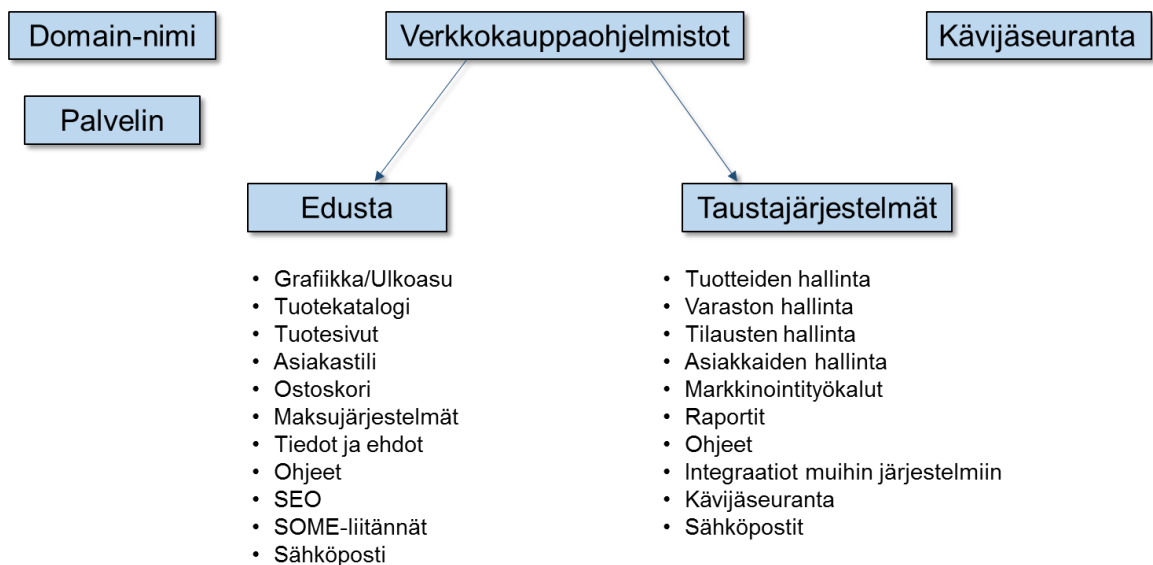 Domain-nimi
Verkkokauppaohjelmistot
Kävijäseuranta
Palvelin
Edusta
Taustajärjestelmät
• Grafiikka/Ulkoasu
• Tuotekatalogi
• Tuotesivut
• Asiakastili
• Ostoskori
• Maksujärjestelmät
• Tiedot ja ehdot
• Ohjeet
• SEO
• SOME-liitännät
• Sähköposti
• Tuotteiden hallinta
• Varaston hallinta
• Tilausten hallinta
• Asiakkaiden hallinta
• Markkinointityökalut
• Raportit
• Ohjeet
• Integraatiot muihin järjestelmiin
• Kävijäseuranta
• Sähköpostit